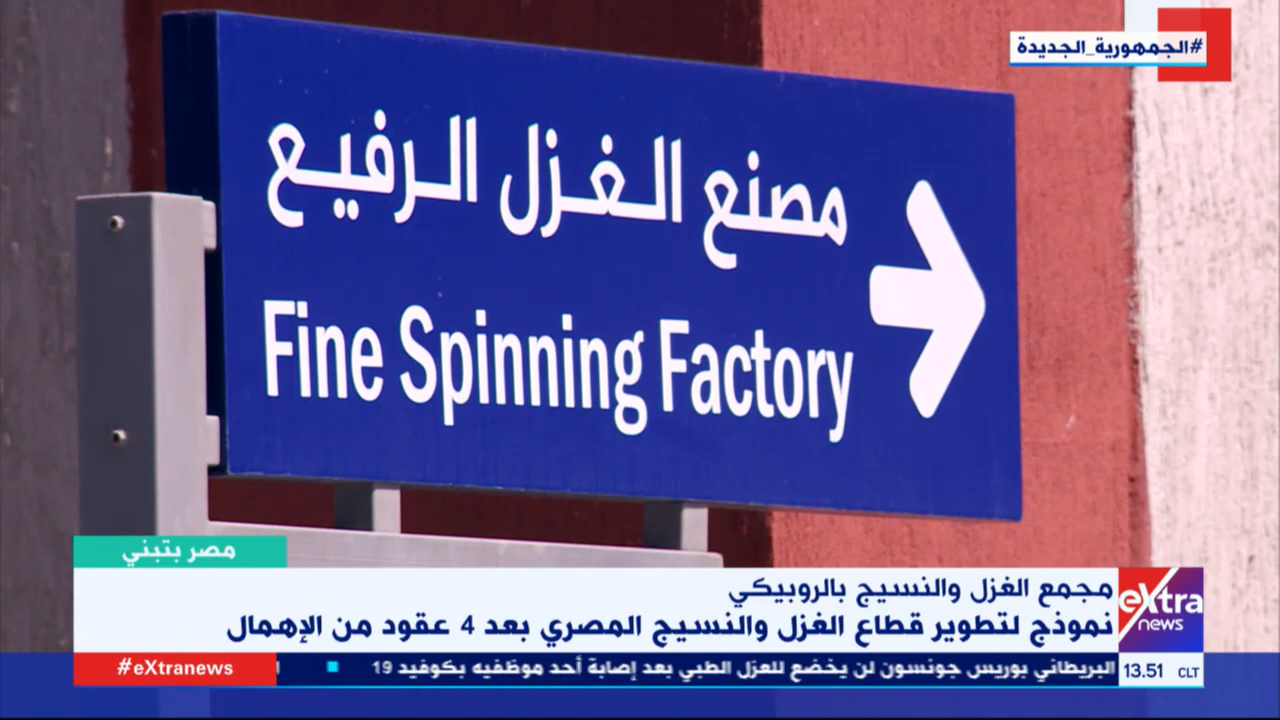 #الجمهورية_الجديدة
مصنع الغزل الرفيع
Fine Spinning Factory
مصر بتبني
مجمع الغزل والنسيج بالروبيكي
نموذج لتطوير قطاع الغزل والنسيج المصري بعد 4 عقود من الإهمال
eXtra
news
#eXtranews
البريطاني بوريس جونسون لن يخضع للعزل الطبي بعد إصابة أحد موظفيه بكوفيد 19
13.51 CLT